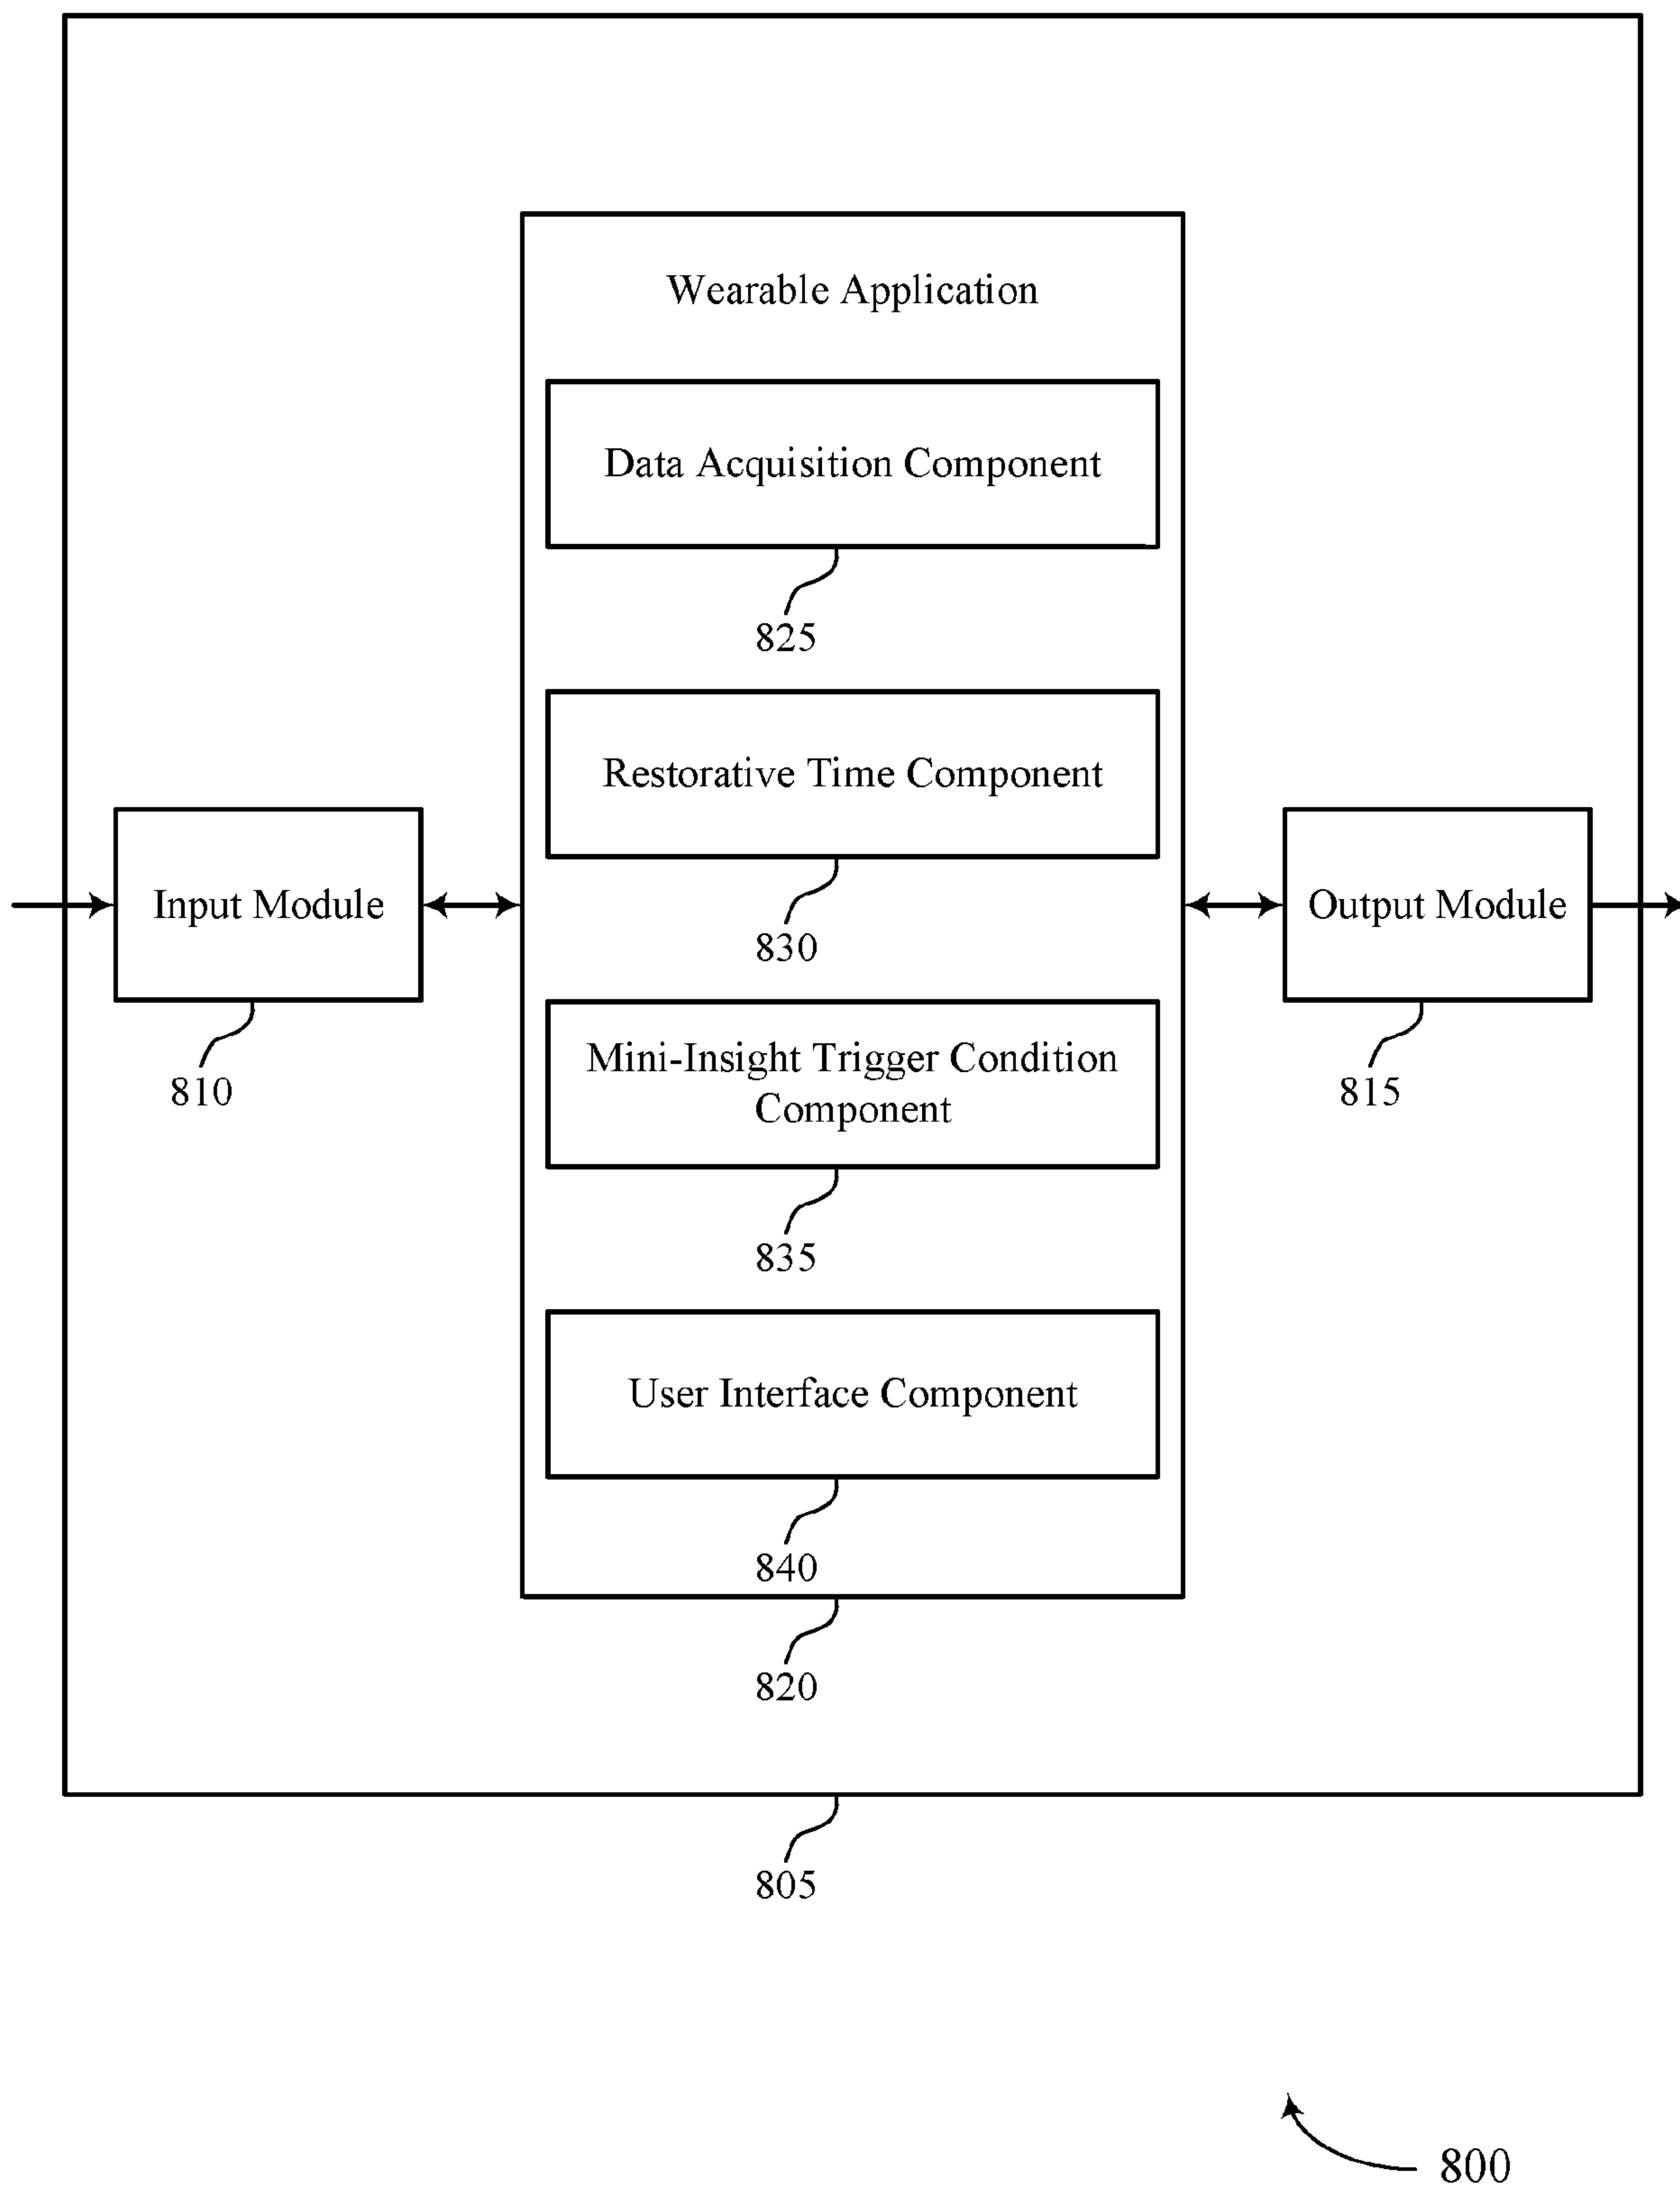 Wearable Application
Data Acquisition Component
825
Restorative Time Component
830
Input Module
810
Output Module
815
Mini-Insight Trigger Condition
Component
835
User Interface Component
840
820
805
800